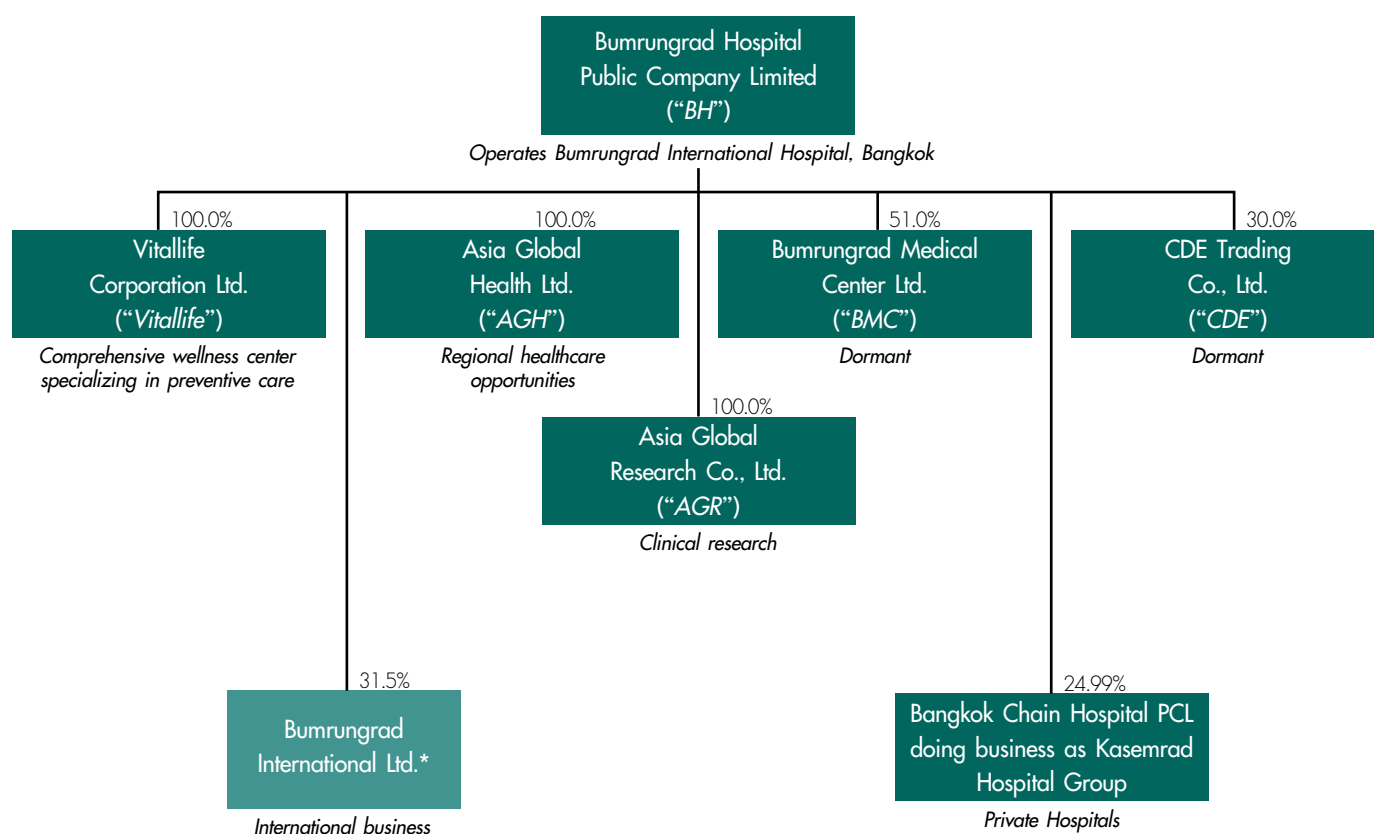 Bumrungrad Hospital
Public Company Limited
(“BH”)
Operates Bumrungrad International Hospital, Bangkok
100.0%
Vitallife
Corporation Ltd.
(“Vitallife”)
Comprehensive wellness center
specializing in preventive care
100.0%
Asia Global
Health Ltd.
(“AGH”)
Regional healthcare
opportunities
51.0%
Bumrungrad Medical
Center Ltd.
(“BMC”)
Dormant
30.0%
CDE Trading
Co., Ltd.
(“CDE”)
Dormant
100.0%
Asia Global
Research Co., Ltd.
(“AGR”)
Clinical research
31.5%
Bumrungrad
International Ltd.*
International business
24.99%
Bangkok Chain Hospital PCL
doing business as Kasemrad
Hospital Group
Private Hospitals